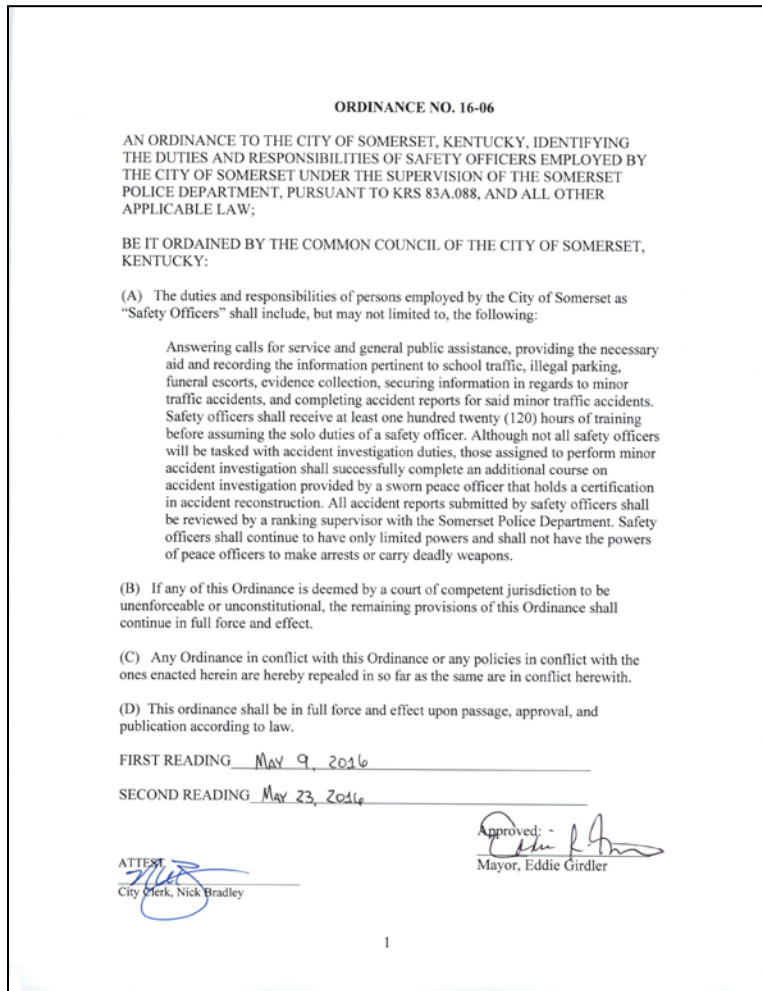 ORDINANCE NO. 16-06
AN ORDINANCE TO THE CITY OF SOMERSET, KENTUCKY, IDENTIFYING
THE DUTIES AND RESPONSIBILITIES OF SAFETY OFFICERS EMPLOYED BY
THE CITY OF SOMERSET UNDER THE SUPERVISION OF THE SOMERSET
POLICE DEPARTMENT, PURSUANT TO KRS 83A.088, AND ALL OTHER
APPLICABLE LAW;
BE IT ORDAINED BY THE COMMON COUNCIL OF THE CITY OF SOMERSET,
KENTUCKY:
(A) The duties and responsibilities of persons employed by the City of Somerset as
“Safety Officers” shall include, but may not limited to, the following:
Answering calls for service and general public assistance, providing the necessary
aid and recording the information pertinent to school traffic, illegal parking,
funeral escorts, evidence collection, securing information in regards to minor
traffic accidents, and completing accident reports for said minor traffic accidents.
Safety officers shall receive at least one hundred twenty (120) hours of training
before assuming the solo duties of a safety officer. Although not all safety officers
will be tasked with accident investigation duties, those assigned to perform minor
accident investigation shall successfully complete an additional course on
accident investigation provided by a sworn peace officer that holds a certification
in accident reconstruction. All accident reports submitted by safety officers shall
be reviewed by a ranking supervisor with the Somerset Police Department. Safety
officers shall continue to have only limited powers and shall not have the powers
of peace officers to make arrests or carry deadly weapons.
(B) If any of this Ordinance is deemed by a court of competent jurisdiction to be
unenforceable or unconstitutional, the remaining provisions of this Ordinance shall
continue in full force and effect.
(C) Any Ordinance in conflict with this Ordinance or any policies in conflict with the
ones enacted herein are hereby repealed in so far as the same are in conflict herewith.
(D) This ordinance shall be in full force and effect upon passage, approval, and
publication according to law.
FIRST READING May 9, 2016
SECOND READING May 23, 2016
Approved:
Mayor, Eddie Girdler
ATTEST
City Clerk, Nick Bradley
1